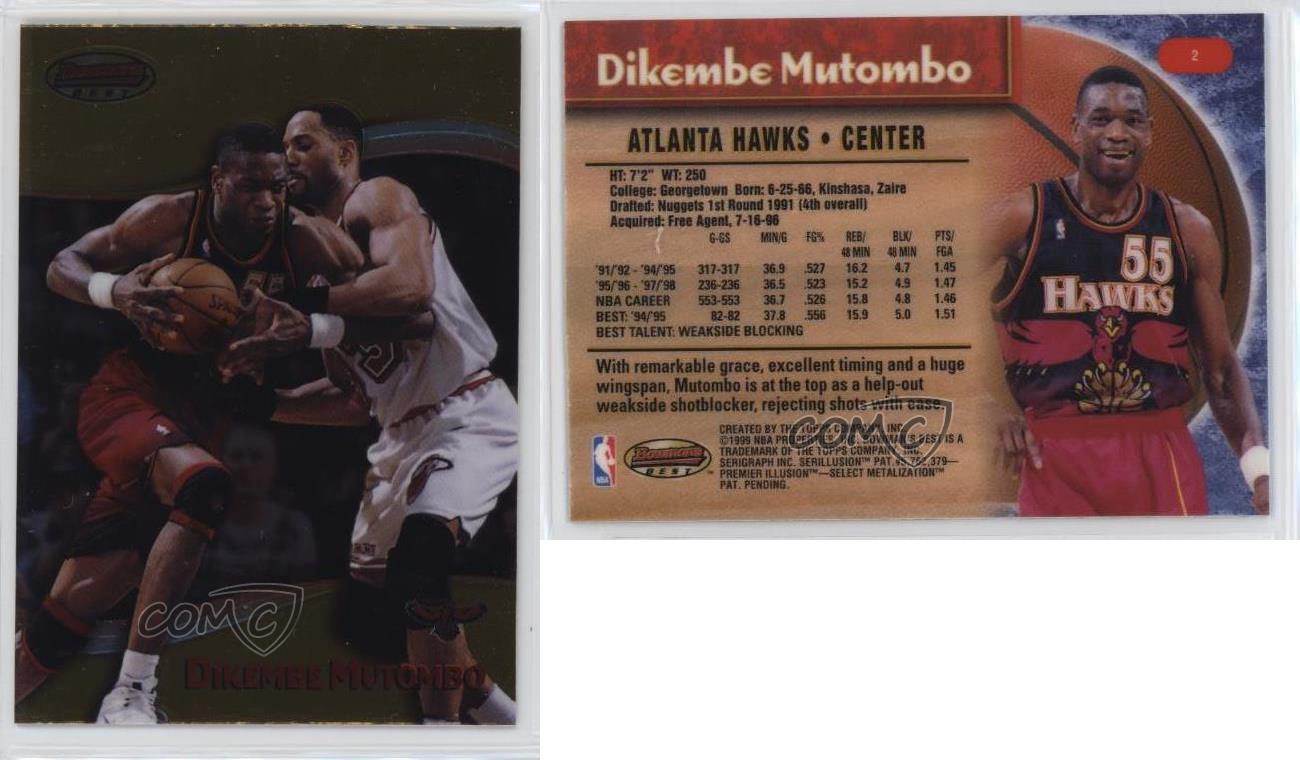 Bowman's
BEST
55
SPA
COMC
DIKEMBE MUTOMBO
Dikembe Mutombo
2
ATLANTA HAWKS • CENTER
HT: 7'2" WT: 250
College: Georgetown Born: 6-25-66, Kinshasa, Zaire
Drafted: Nuggets 1st Round 1991 (4th overall)
Acquired: Free Agent, 7-16-96
G-GS MIN/G FG% REB/ 48 MIN BLK/ 48 MIN PTS/ FGA
'91/'92 - '94/'95 317-317 36.9 .527 16.2 4.7 1.45
'95/'96 - '97/'98 236-236 36.5 .523 15.2 4.9 1.47
NBA CAREER 553-553 36.7 .526 15.8 4.8 1.46
BEST: '94/'95 82-82 37.8 .556 15.9 5.0 1.51
BEST TALENT: WEAKSIDE BLOCKING
With remarkable grace, excellent timing and a huge
wingspan, Mutombo is at the top as a help-out
weakside shotblocker, rejecting shots with ease.
55
HAWKS
NBA
Bowman's
BEST
CREATED BY THE TOPPS COMPANY, INC.
©1999 NBA PROPERTIES, INC. BOWMAN'S BEST IS A
TRADEMARK OF THE TOPPS COMPANY, INC.
SERIGRAPH INC. SERILLUSION™ PAT. #5,762,379—
PREMIER ILLUSION™—SELECT METALIZATION™
PAT. PENDING.
COMC